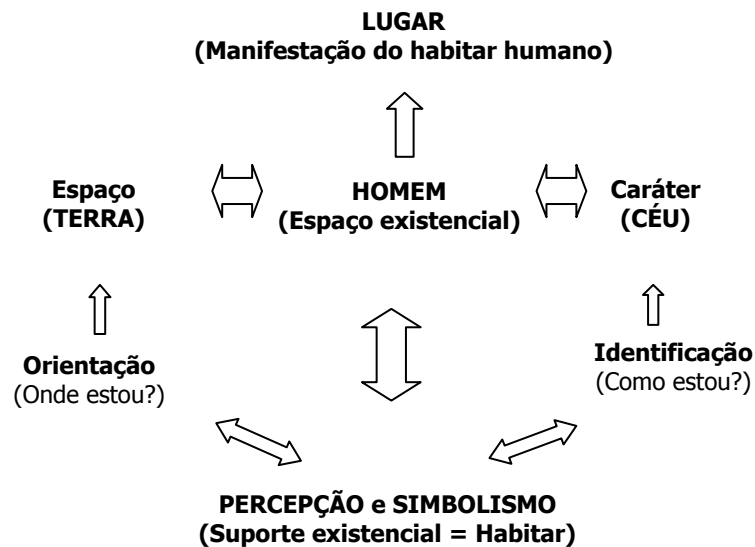 LUGAR
(Manifestação do habitar humano)
Espaço
(TERRA)
HOMEM
(Espaço existencial)
Caráter
(CÉU)
Orientação
(Onde estou?)
Identificação
(Como estou?)
PERCEPÇÃO e SIMBOLISMO
(Suporte existencial = Habitar)